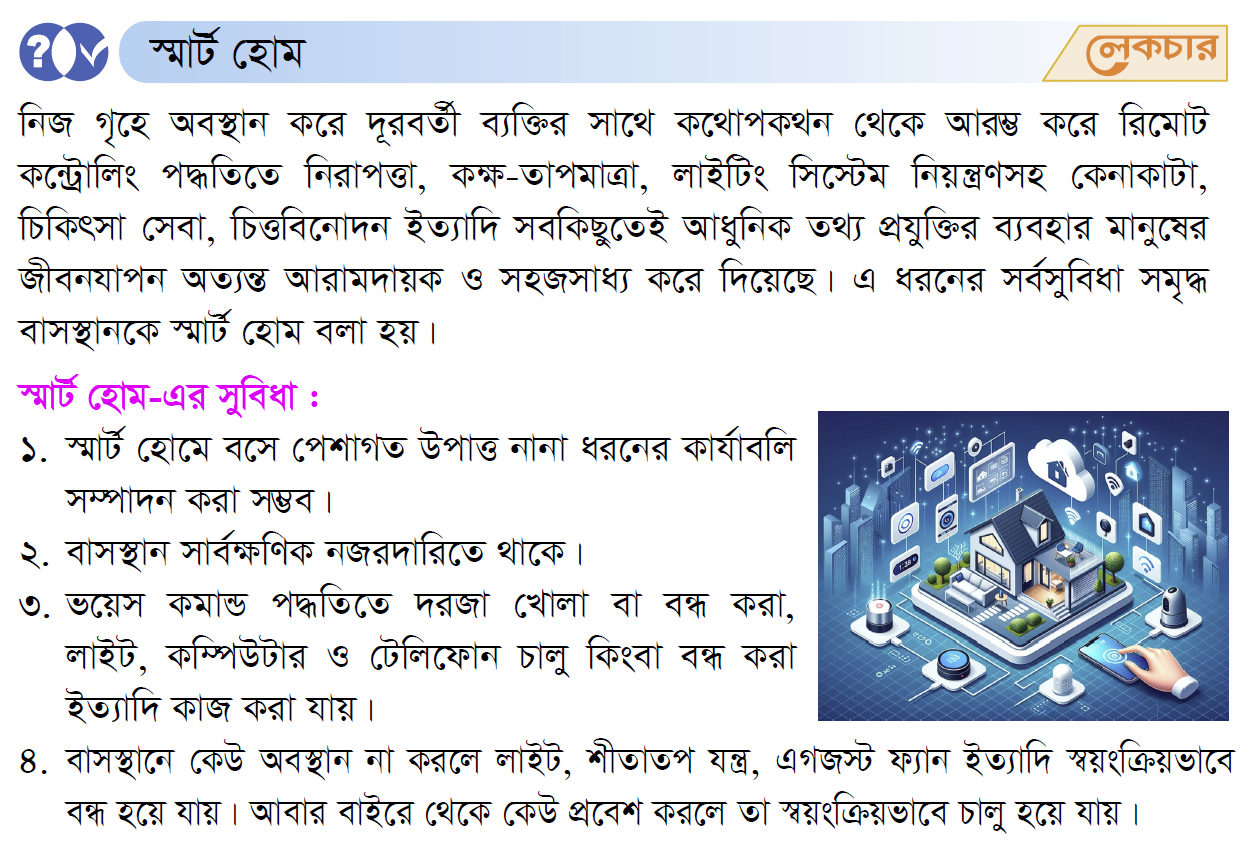 স্মার্ট হোম
লেকচার
নিজ গৃহে অবস্থান করে দূরবর্তী ব্যক্তির সাথে কথোপকথন থেকে আরম্ভ করে রিমোট
কন্ট্রোলিং পদ্ধতিতে নিরাপত্তা, কক্ষ-তাপমাত্রা, লাইটিং সিস্টেম নিয়ন্ত্রণসহ কেনাকাটা,
চিকিৎসা সেবা, চিত্তবিনোদন ইত্যাদি সবকিছুতেই আধুনিক তথ্য প্রযুক্তির ব্যবহার মানুষের
জীবনযাপন অত্যন্ত আরামদায়ক ও সহজসাধ্য করে দিয়েছে। এ ধরনের সর্বসুবিধা সমৃদ্ধ
বাসস্থানকে স্মার্ট হোম বলা হয়।
স্মার্ট হোম-এর সুবিধা :
১. স্মার্ট হোমে বসে পেশাগত উপাত্ত নানা ধরনের কার্যাবলি
সম্পাদন করা সম্ভব।
২. বাসস্থান সার্বক্ষণিক নজরদারিতে থাকে।
৩. ভয়েস কমান্ড পদ্ধতিতে দরজা খোলা বা বন্ধ করা,
লাইট, কম্পিউটার ও টেলিফোন চালু কিংবা বন্ধ করা
ইত্যাদি কাজ করা যায়।
৪. বাসস্থানে কেউ অবস্থান না করলে লাইট, শীতাতপ যন্ত্র, এগজস্ট ফ্যান ইত্যাদি স্বয়ংক্রিয়ভাবে
বন্ধ হয়ে যায়। আবার বাইরে থেকে কেউ প্রবেশ করলে তা স্বয়ংক্রিয়ভাবে চালু হয়ে যায়।